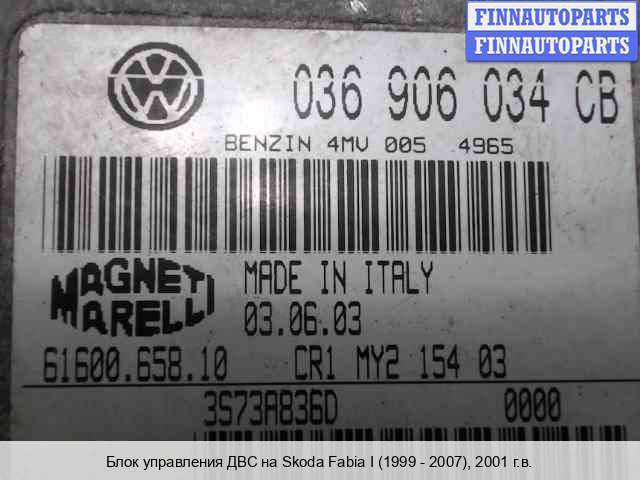 FINNAUTOPARTS
FINNAUTOPARTS
036 906 034 CB
BENZIN 4MV 005 4965
MAGNETI
MARELLI
MADE IN ITALY
03.06.03
61600.658.10 CR1 MY2 154 03
3S73A836D 0000
Блок управления ДВС на Skoda Fabia I (1999 - 2007), 2001 г.в.